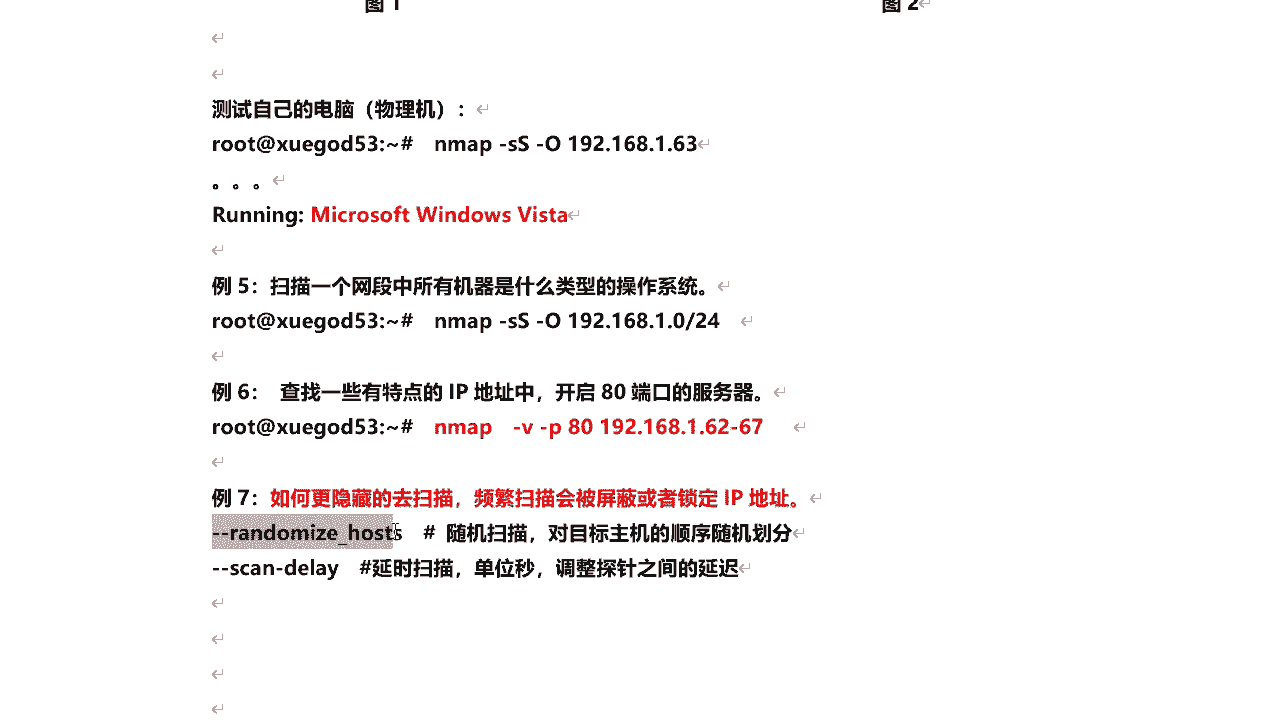 图 1 图 2
测试自己的电脑（物理机）：
root@xuegod53:~# nmap -sS -O 192.168.1.63
。。。
Running: Microsoft Windows Vista
例 5：扫描一个网段中所有机器是什么类型的操作系统。
root@xuegod53:~# nmap -sS -O 192.168.1.0/24
例 6： 查找一些有特点的 IP 地址中，开启 80 端口的服务器。
root@xuegod53:~# nmap -v -p 80 192.168.1.62-67
例 7：如何更隐藏的去扫描，频繁扫描会被屏蔽或者锁定 IP 地址。
--randomize_hosts # 随机扫描，对目标主机的顺序随机划分
--scan-delay #延时扫描，单位秒，调整探针之间的延迟